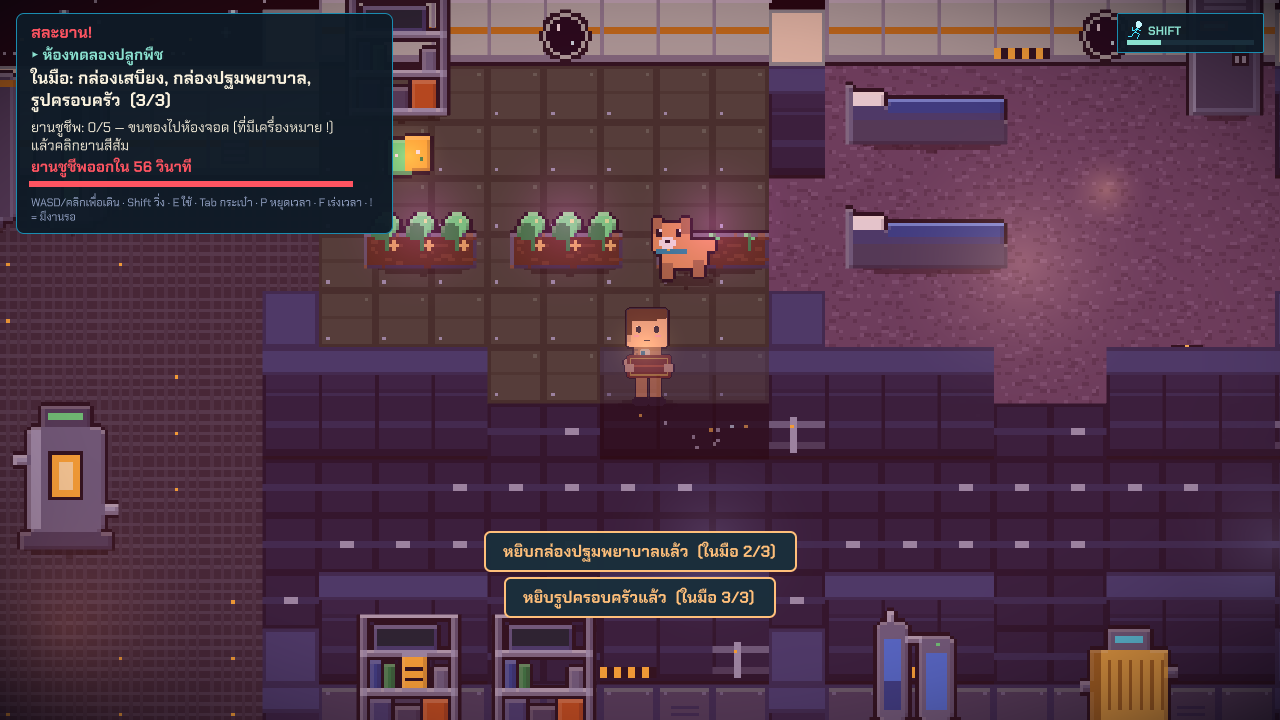 สละยาน!
▸ ห้องทดลองปลูกพืช
ในมือ: กล่องเสบียง, กล่องปฐมพยาบาล,
รูปครอบครัว (3/3)
ยานชูชีพ: 0/5 — ขนของไปห้องจอด (ที่มีเครื่องหมาย !)
แล้วคลิกยานสีส้ม
ยานชูชีพออกใน 56 วินาที
WASD/คลิกเพื่อเดิน · Shift วิ่ง · E ใช้ · Tab กระเป๋า · P หยุดเวลา · F เร่งเวลา · !
= มีงานรอ
SHIFT
หยิบกล่องปฐมพยาบาลแล้ว (ในมือ 2/3)
หยิบรูปครอบครัวแล้ว (ในมือ 3/3)